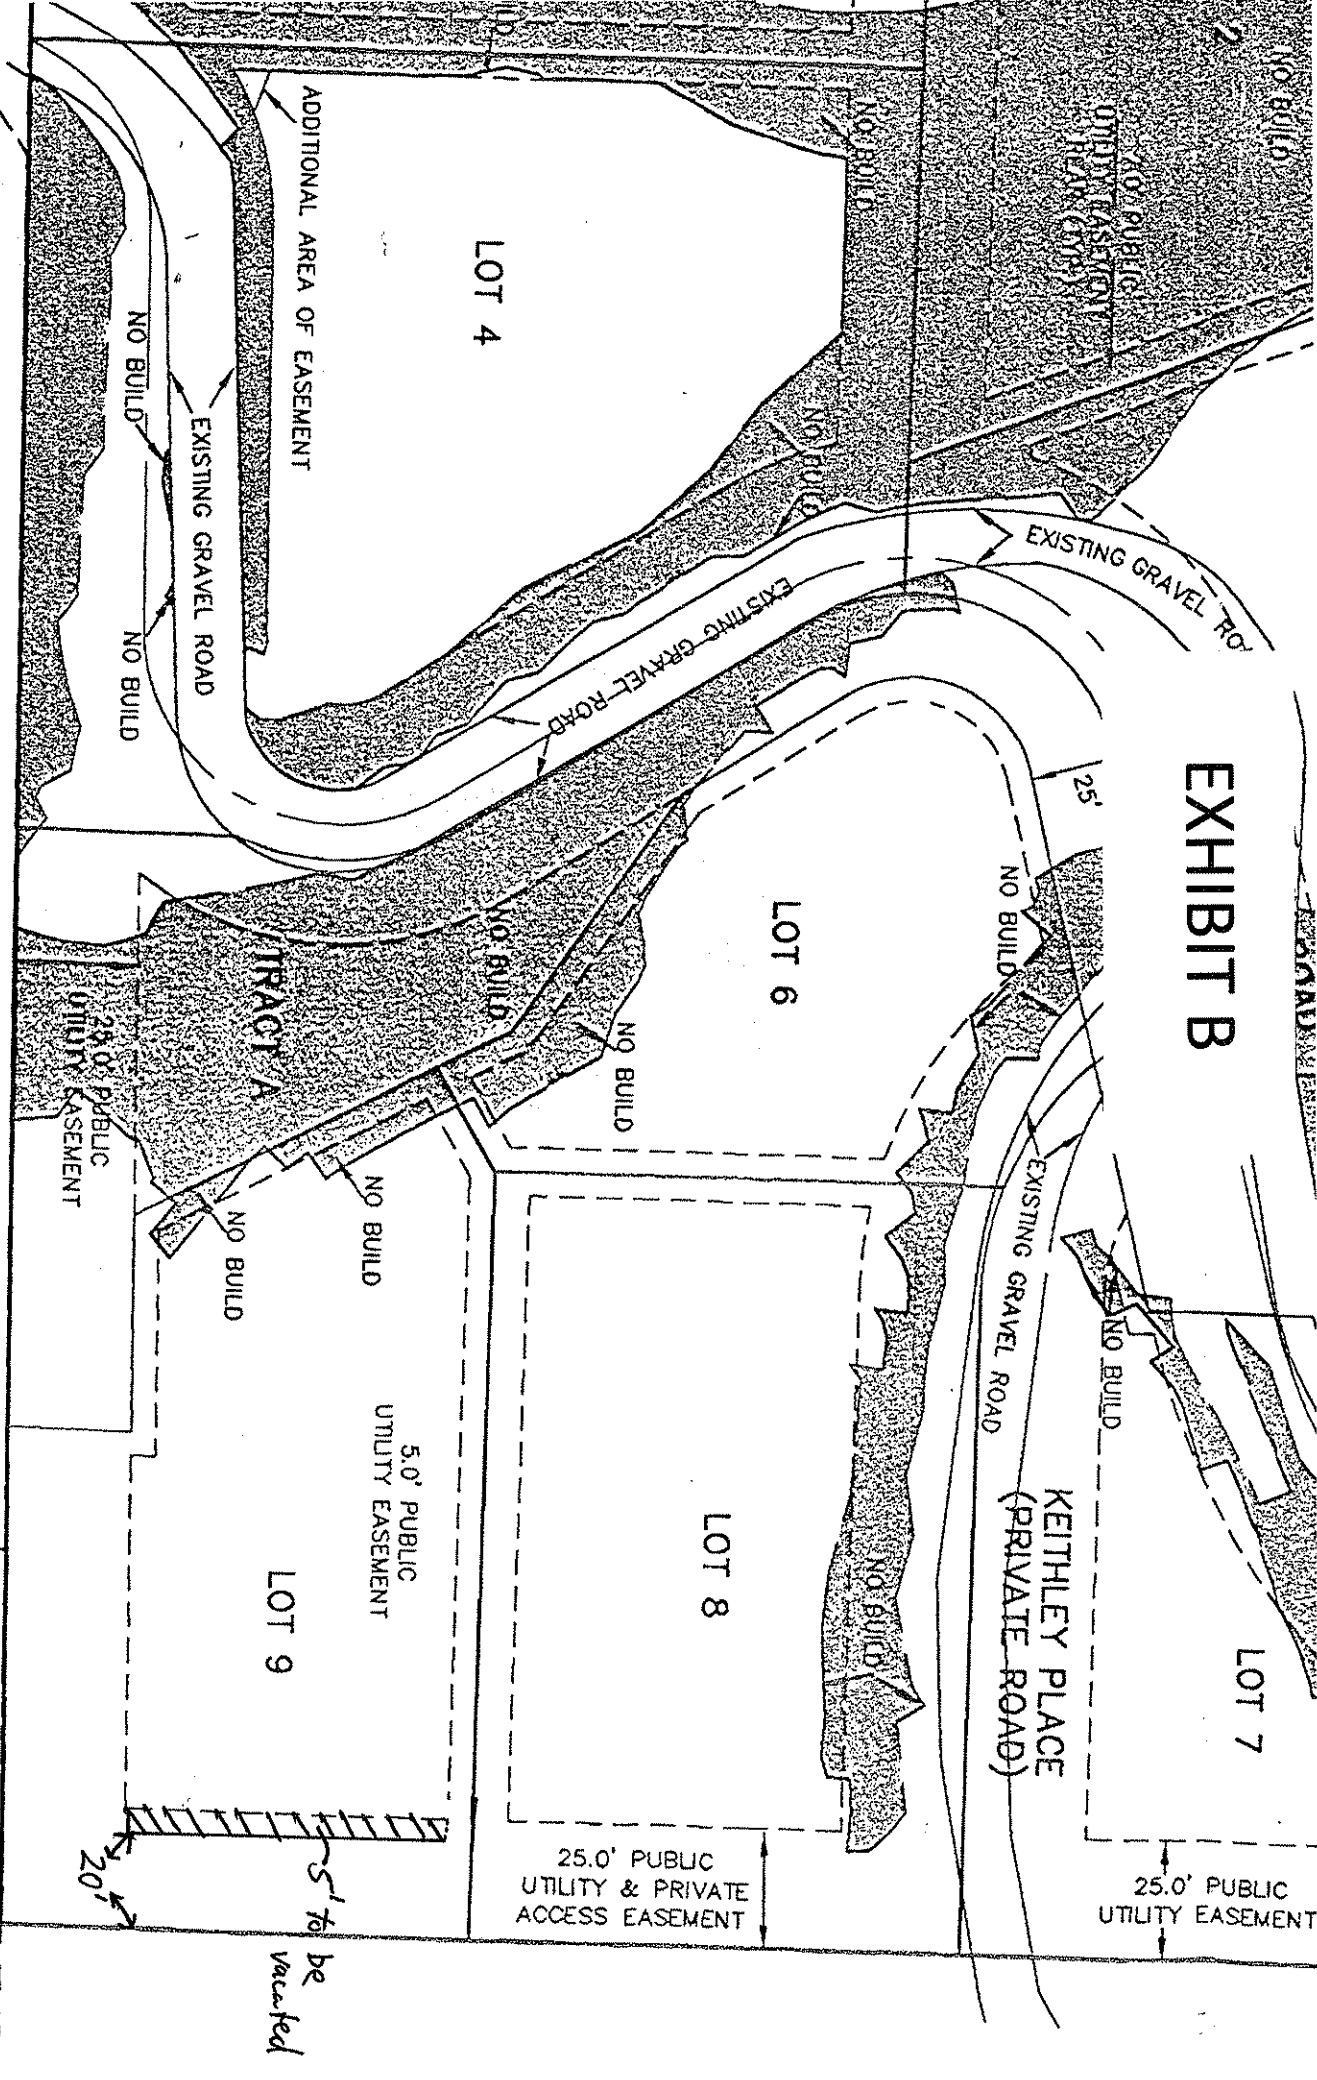 EXHIBIT B
2
NO BUILD
UTILITY EASEMENT
NO BUILD
ADDITIONAL AREA OF EASEMENT
LOT 4
NO BUILD
NO BUILD
EXISTING GRAVEL ROAD
NO BUILD
EXISTING GRAVEL ROAD
EXISTING GRAVEL RO
25'
ROAD
LOT 6
NO BUILD
NO BUILD
NO BUILD
TRACT A
PUBLIC
UTILITY EASEMENT
NO BUILD
NO BUILD
EXISTING GRAVEL ROAD
NO BUILD
KEITHLEY PLACE
(PRIVATE ROAD)
LOT 7
LOT 8
NO BUILD
5.0' PUBLIC
UTILITY EASEMENT
LOT 9
25.0' PUBLIC
UTILITY & PRIVATE
ACCESS EASEMENT
25.0' PUBLIC
UTILITY EASEMENT
20'
5' to be
vacated